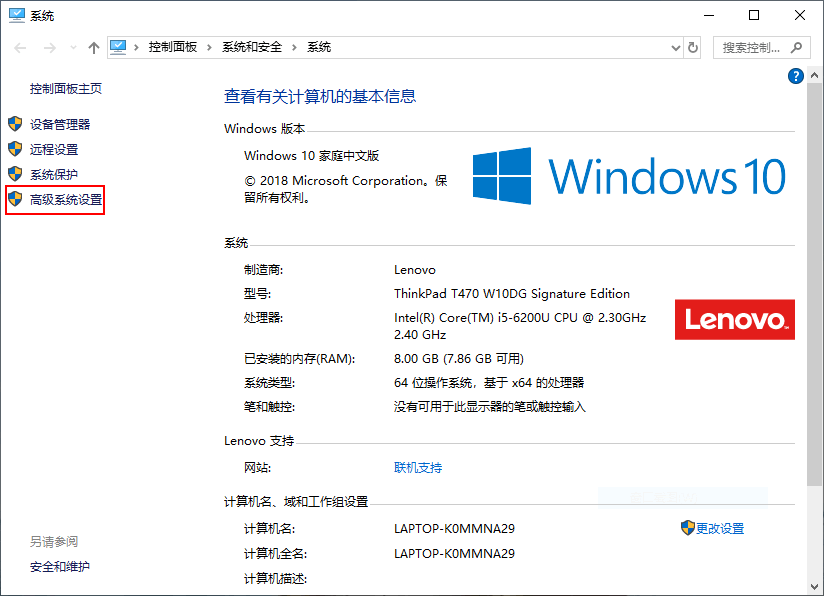 系统
控制面板 › 系统和安全 › 系统
搜索控制...
控制面板主页
设备管理器
远程设置
系统保护
高级系统设置
另请参阅
安全和维护
?
查看有关计算机的基本信息
Windows 版本
Windows 10 家庭中文版
© 2018 Microsoft Corporation。保
留所有权利。
Windows 10
系统
制造商: Lenovo
型号: ThinkPad T470 W10DG Signature Edition
处理器: Intel(R) Core(TM) i5-6200U CPU @ 2.30GHz
2.40 GHz
已安装的内存(RAM): 8.00 GB (7.86 GB 可用)
系统类型: 64 位操作系统，基于 x64 的处理器
笔和触控: 没有可用于此显示器的笔或触控输入
Lenovo
Lenovo 支持
网站: 联机支持
计算机名、域和工作组设置
计算机名: LAPTOP-K0MMNA29
更改设置
计算机全名: LAPTOP-K0MMNA29
计算机描述: